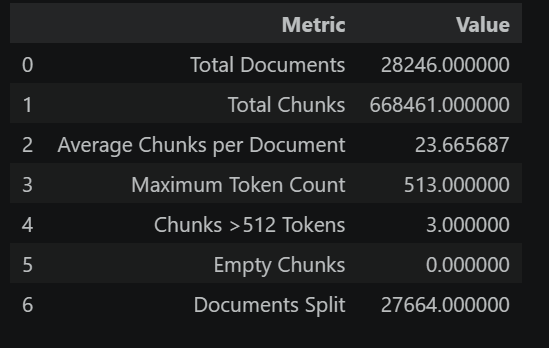 Metric Value
0 Total Documents 28246.000000
1 Total Chunks 668461.000000
2 Average Chunks per Document 23.665687
3 Maximum Token Count 513.000000
4 Chunks >512 Tokens 3.000000
5 Empty Chunks 0.000000
6 Documents Split 27664.000000